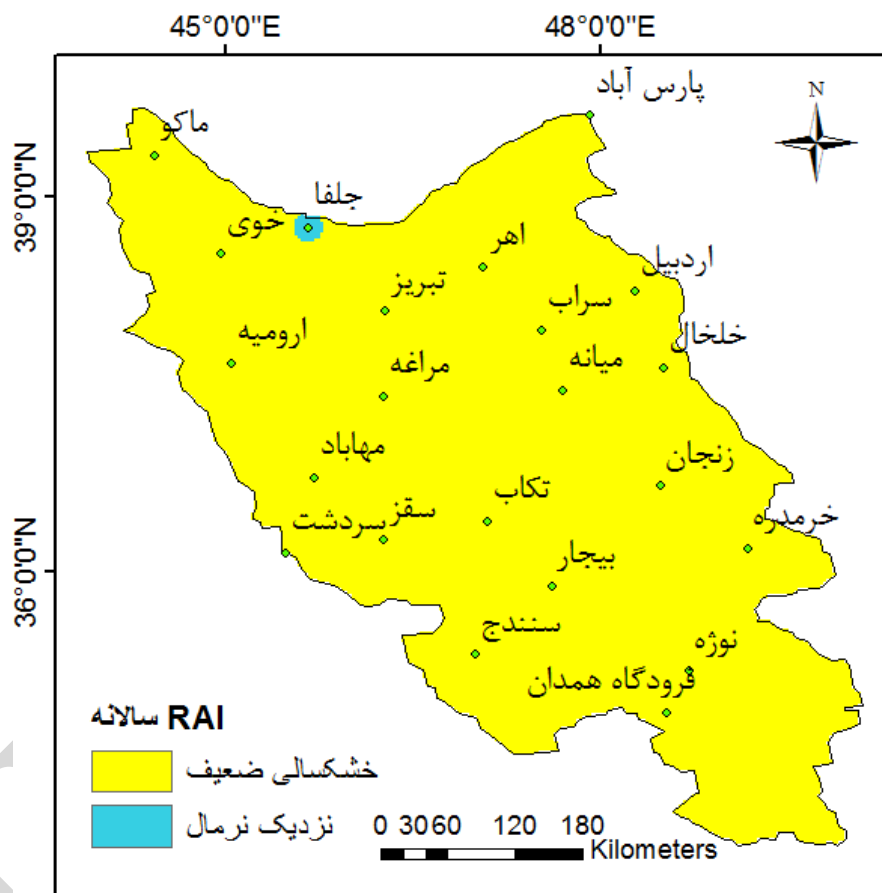 45°0'0"E 48°0'0"E
39°0'0"N
36°0'0"N
N
پارس آباد
ماکو
جلفا
خوی
اهر
اردبیل
تبریز
سراب
ارومیه
خلخال
میانه
مراغه
مهاباد
زنجان
تکاب
سقز
سردشت
خرمدره
بیجار
سنندج
نوژه
فرودگاه همدان
RAI سالانه
خشکسالی ضعیف
نزدیک نرمال
0 30 60 120 180
Kilometers